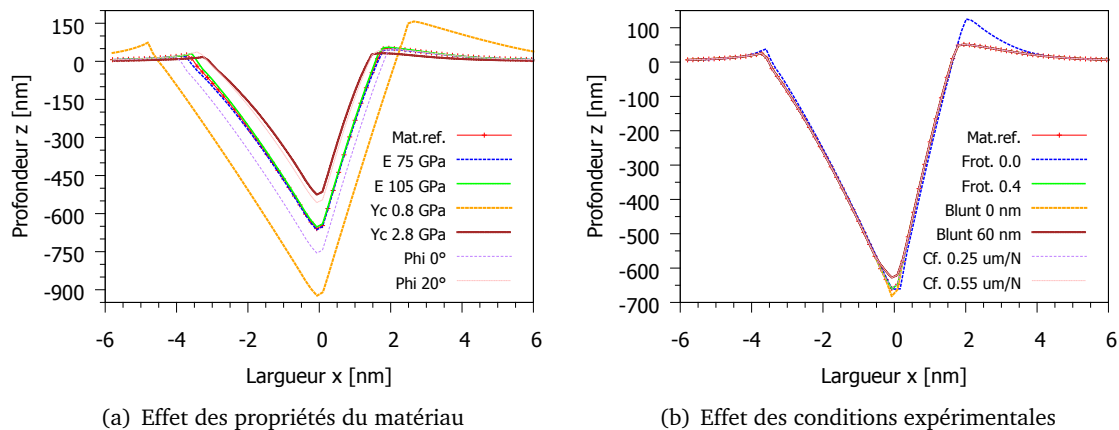 150
0
-150
-300
-450
-600
-750
-900
Profondeur z [nm]
-6
-4
-2
0
2
4
6
Largueur x [nm]
Mat.ref.
E 75 GPa
E 105 GPa
Yc 0.8 GPa
Yc 2.8 GPa
Phi 0°
Phi 20°
(a) Effet des propriétés du matériau
100
0
-100
-200
-300
-400
-500
-600
-700
Profondeur z [nm]
-6
-4
-2
0
2
4
6
Largueur x [nm]
Mat.ref.
Frot. 0.0
Frot. 0.4
Blunt 0 nm
Blunt 60 nm
Cf. 0.25 um/N
Cf. 0.55 um/N
(b) Effet des conditions expérimentales